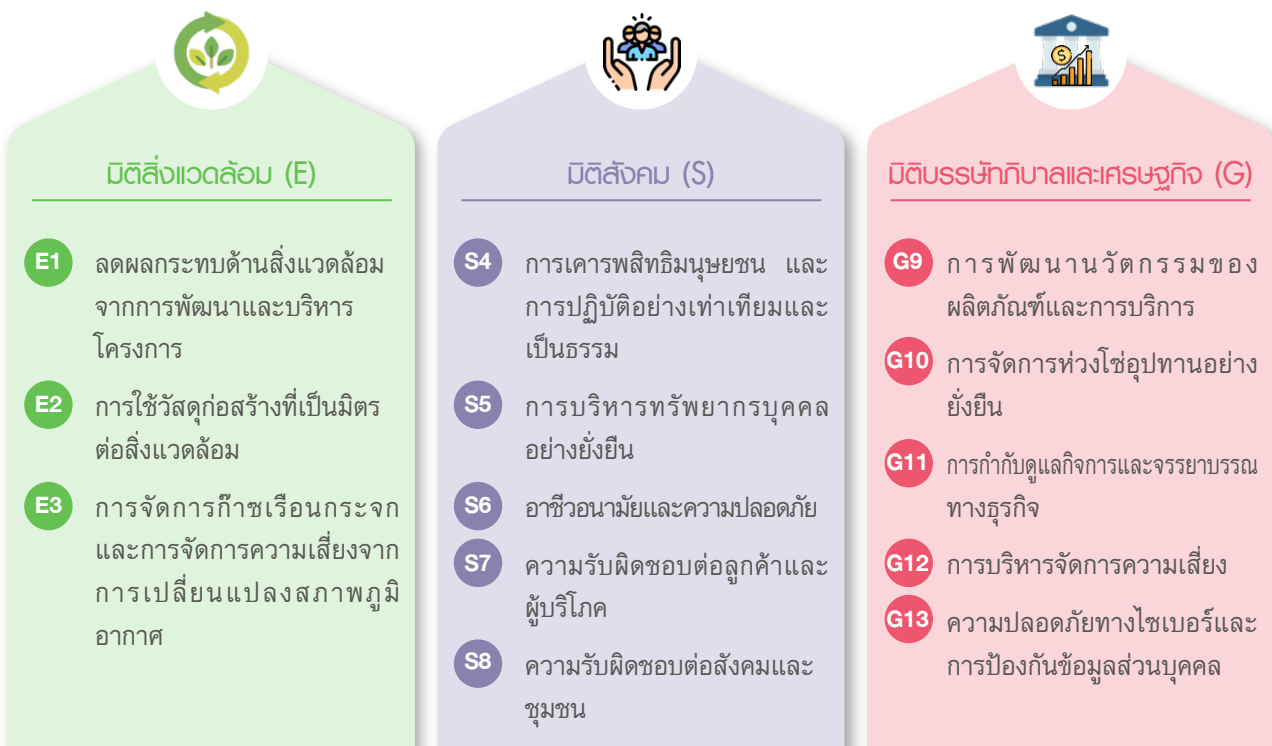 มิติสิ่งแวดล้อม (E)
E1 ลดผลกระทบด้านสิ่งแวดล้อม
จากการพัฒนาและบริหาร
โครงการ
E2 การใช้วัสดุก่อสร้างที่เป็นมิตร
ต่อสิ่งแวดล้อม
E3 การจัดการก๊าซเรือนกระจก
และการจัดการความเสี่ยงจาก
การเปลี่ยนแปลงสภาพภูมิ
อากาศ
มิติสังคม (S)
S4 การเคารพสิทธิมนุษยชน และ
การปฏิบัติอย่างเท่าเทียมและ
เป็นธรรม
S5 การบริหารทรัพยากรบุคคล
อย่างยั่งยืน
S6 อาชีวอนามัยและความปลอดภัย
S7 ความรับผิดชอบต่อลูกค้าและ
ผู้บริโภค
S8 ความรับผิดชอบต่อสังคมและ
ชุมชน
มิติบรรษัทภิบาลและเศรษฐกิจ (G)
G9 การพัฒนานวัตกรรมของ
ผลิตภัณฑ์และการบริการ
G10 การจัดการห่วงโซ่อุปทานอย่าง
ยั่งยืน
G11 การกำกับดูแลกิจการและจรรยาบรรณ
ทางธุรกิจ
G12 การบริหารจัดการความเสี่ยง
G13 ความปลอดภัยทางไซเบอร์และ
การป้องกันข้อมูลส่วนบุคคล